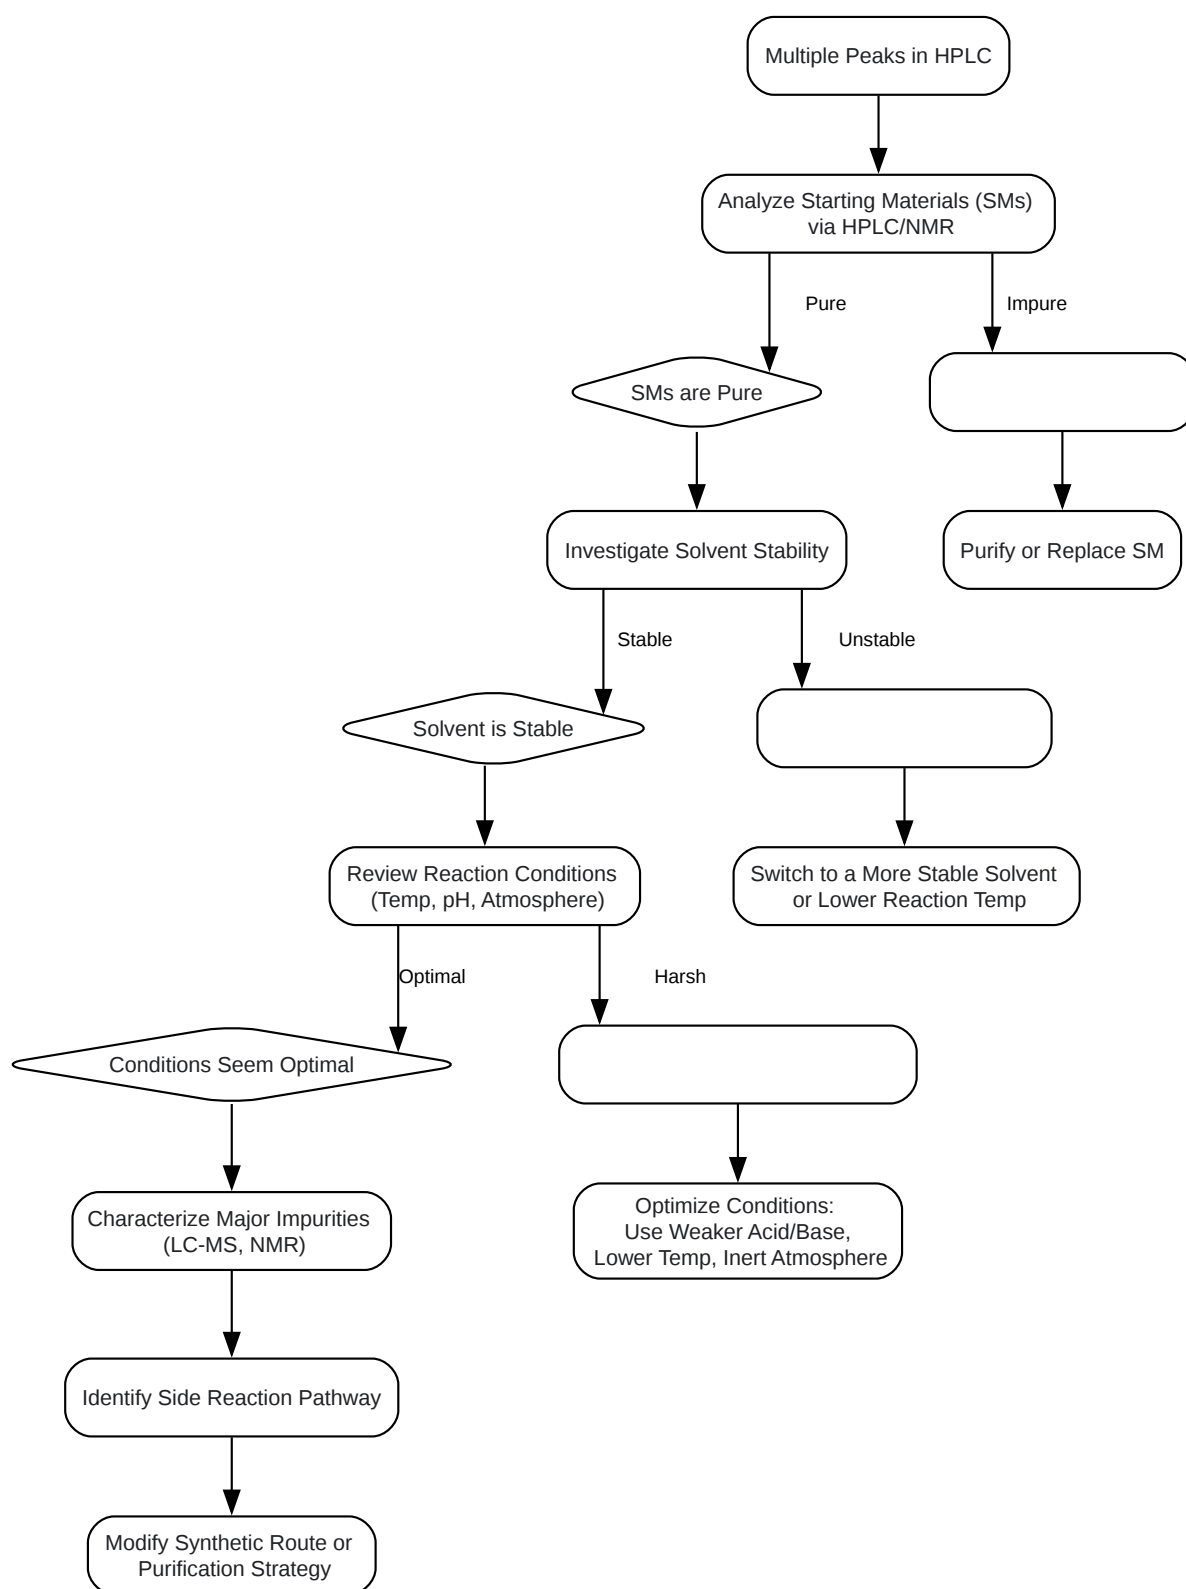 Multiple Peaks in HPLC
Analyze Starting Materials (SMs)
via HPLC/NMR
Pure
Impure
SMs are Pure
Investigate Solvent Stability
Purify or Replace SM
Stable
Unstable
Solvent is Stable
Review Reaction Conditions
(Temp, pH, Atmosphere)
Switch to a More Stable Solvent
or Lower Reaction Temp
Optimal
Harsh
Conditions Seem Optimal
Characterize Major Impurities
(LC-MS, NMR)
Optimize Conditions:
Use Weaker Acid/Base,
Lower Temp, Inert Atmosphere
Identify Side Reaction Pathway
Modify Synthetic Route or
Purification Strategy